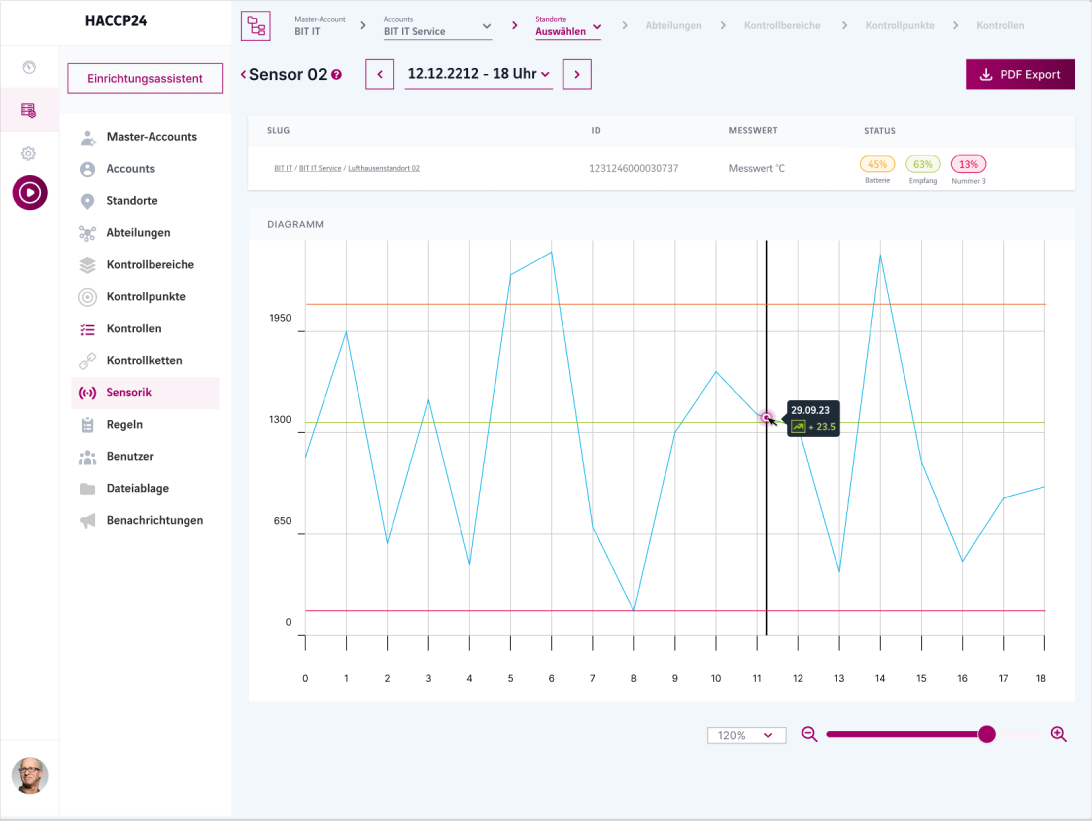 HACCP24
Master-Account
BIT IT
Accounts
BIT IT Service
Standorte
Auswählen
Abteilungen
Kontrollbereiche
Kontrollpunkte
Kontrollen
Einrichtungsassistent
Master-Accounts
Accounts
Standorte
Abteilungen
Kontrollbereiche
Kontrollpunkte
Kontrollen
Kontrollketten
Sensorik
Regeln
Benutzer
Dateiablage
Benachrichtungen
Sensor 02 ?
12.12.2212 - 18 Uhr
PDF Export
SLUG ID MESSWERT STATUS
BIT IT / BIT IT Service / Lufthausenstandort 02 1231246000030737 Messwert °C 45% 63% 13%
Batterie Empfang Nummer 3
DIAGRAMM
1950
1300
650
0
29.09.23
+ 23.5
0 1 2 3 4 5 6 7 8 9 10 11 12 13 14 15 16 17 18
120%